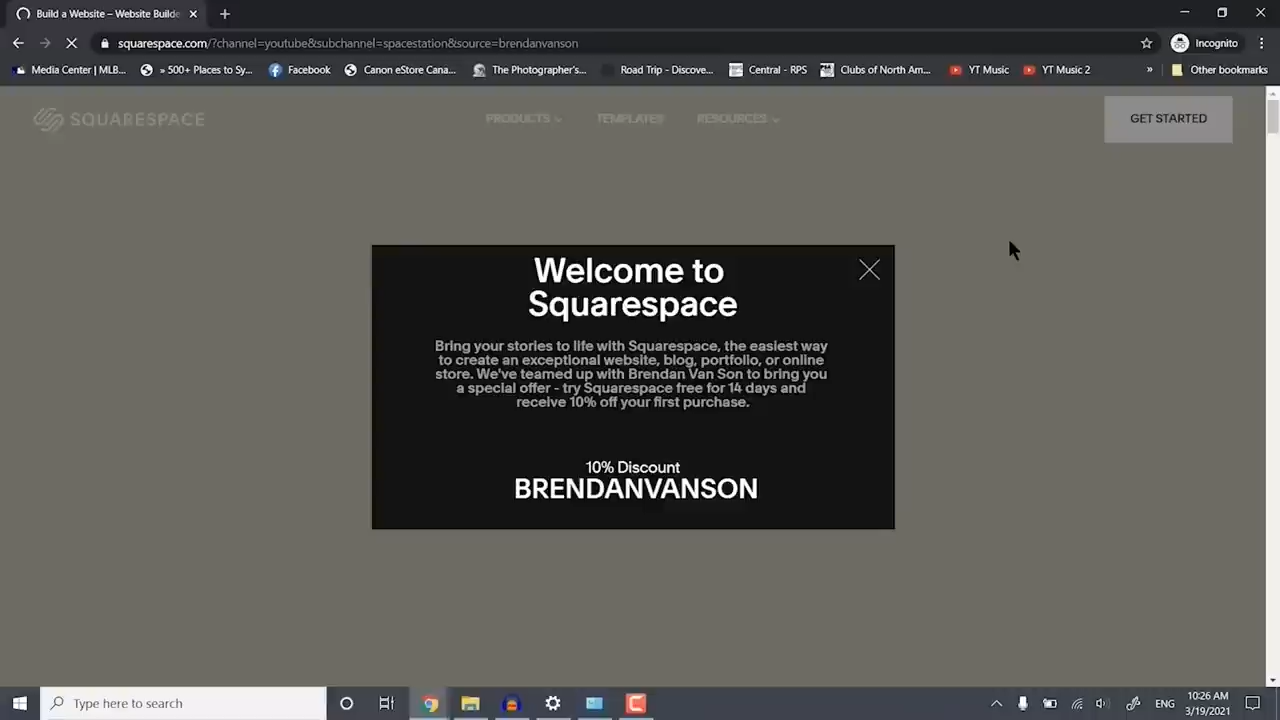 Build a Website – Website Builde
squarespace.com/?channel=youtube&subchannel=spacestation&source=brendanvanson
Incognito
Media Center | MLB...
» 500+ Places to Sy...
Facebook
Canon eStore Cana...
The Photographer's...
Road Trip - Discove...
Central - RPS
Clubs of North Am...
YT Music
YT Music 2
»
Other bookmarks
SQUARESPACE
PRODUCTS
TEMPLATES
RESOURCES
GET STARTED
Welcome to
Squarespace
Bring your stories to life with Squarespace, the easiest way
to create an exceptional website, blog, portfolio, or online
store. We've teamed up with Brendan Van Son to bring you
a special offer - try Squarespace free for 14 days and
receive 10% off your first purchase.
10% Discount
BRENDANVANSON
Type here to search
ENG
10:26 AM
3/19/2021